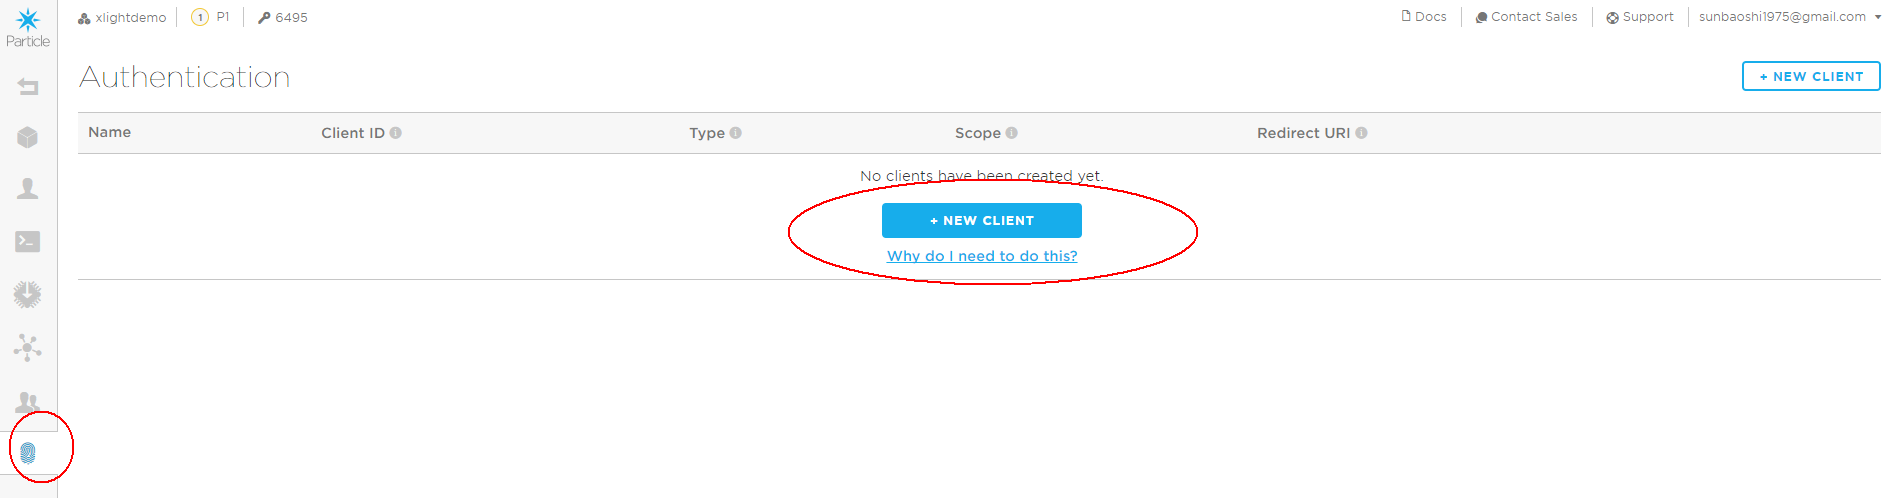 Particle
xlightdemo 1 P1 6495 Docs Contact Sales Support sunbaoshi1975@gmail.com
Authentication
+ NEW CLIENT
Name Client ID Type Scope Redirect URI
No clients have been created yet.
+ NEW CLIENT
Why do I need to do this?